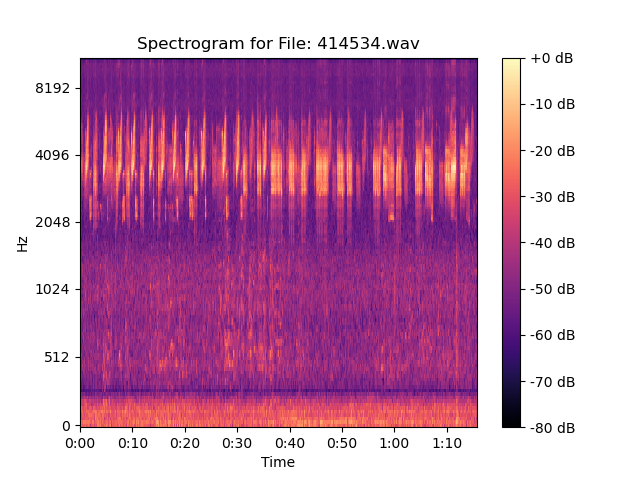 Spectrogram for File: 414534.wav
8192
4096
2048
1024
512
0
Hz
0:00 0:10 0:20 0:30 0:40 0:50 1:00 1:10
Time
+0 dB
-10 dB
-20 dB
-30 dB
-40 dB
-50 dB
-60 dB
-70 dB
-80 dB